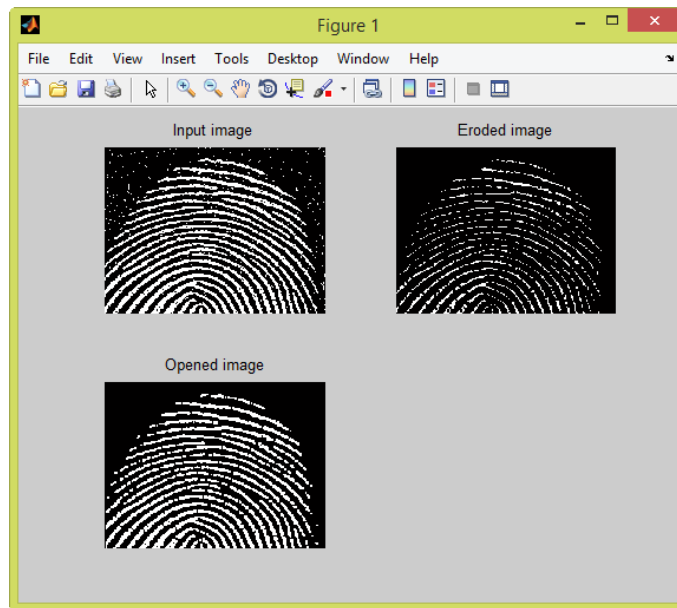 Figure 1
File Edit View Insert Tools Desktop Window Help
Input image Eroded image
Opened image